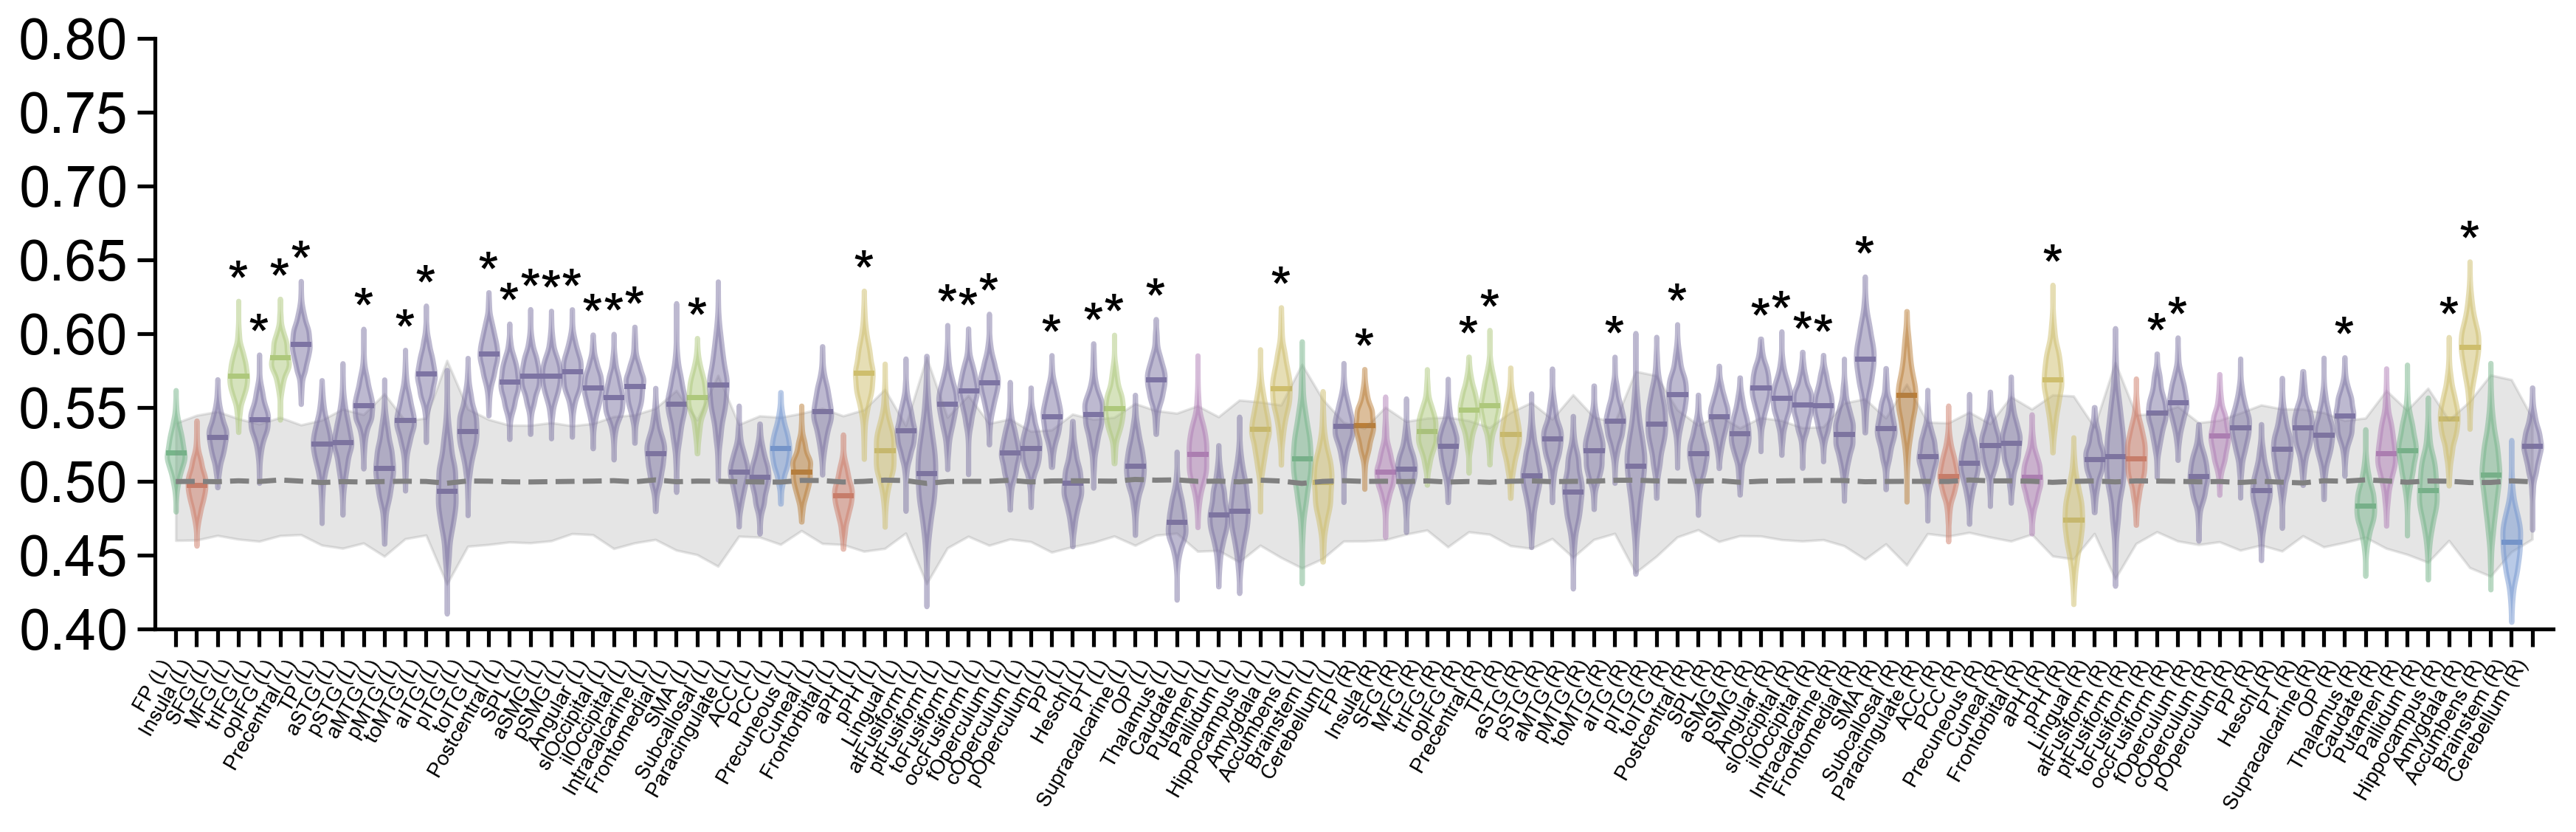 0.80
0.75
0.70
0.65
0.60
0.55
0.50
0.45
0.40
* * * * * * * * * * * * * * * * * * * * * * * * * * * * * * * * * * * * * * * * * * * * * *
FP (L)
Insula (L)
SFG (L)
MFG (L)
trIFG (L)
opIFG (L)
Precentral (L)
TP (L)
aSTG (L)
pSTG (L)
aMTG (L)
pMTG (L)
toMTG (L)
aITG (L)
pITG (L)
toITG (L)
Postcentral (L)
SPL (L)
aSMG (L)
pSMG (L)
Angular (L)
slOccipital (L)
ilOccipital (L)
Intracalcarine (L)
Frontomedial (L)
SMA (L)
Subcallosal (L)
Paracingulate (L)
ACC (L)
PCC (L)
Precuneous (L)
Cuneal (L)
Frontorbital (L)
aPH (L)
pPH (L)
Lingual (L)
atFusiform (L)
ptFusiform (L)
toFusiform (L)
occFusiform (L)
fOperculum (L)
cOperculum (L)
pOperculum (L)
PP (L)
Heschl (L)
PT (L)
Supracalcarine (L)
OP (L)
Thalamus (L)
Caudate (L)
Putamen (L)
Pallidum (L)
Hippocampus (L)
Amygdala (L)
Accumbens (L)
Brainstem (L)
Cerebellum (L)
FP (R)
Insula (R)
SFG (R)
MFG (R)
trIFG (R)
opIFG (R)
Precentral (R)
TP (R)
aSTG (R)
pSTG (R)
aMTG (R)
pMTG (R)
toMTG (R)
aITG (R)
pITG (R)
toITG (R)
Postcentral (R)
SPL (R)
aSMG (R)
pSMG (R)
Angular (R)
slOccipital (R)
ilOccipital (R)
Intracalcarine (R)
Frontomedial (R)
SMA (R)
Subcallosal (R)
Paracingulate (R)
ACC (R)
PCC (R)
Precuneous (R)
Cuneal (R)
Frontorbital (R)
aPH (R)
pPH (R)
Lingual (R)
atFusiform (R)
ptFusiform (R)
toFusiform (R)
occFusiform (R)
fOperculum (R)
cOperculum (R)
pOperculum (R)
PP (R)
Heschl (R)
PT (R)
Supracalcarine (R)
OP (R)
Thalamus (R)
Caudate (R)
Putamen (R)
Pallidum (R)
Hippocampus (R)
Amygdala (R)
Accumbens (R)
Brainstem (R)
Cerebellum (R)